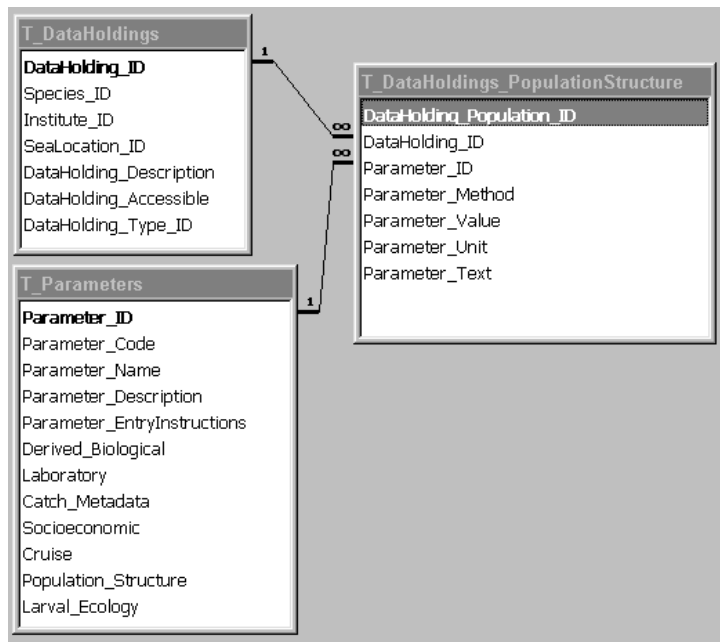 T_DataHoldings
DataHolding_ID
Species_ID
Institute_ID
SeaLocation_ID
DataHolding_Description
DataHolding_Accessible
DataHolding_Type_ID
1
T_DataHoldings_PopulationStructure
DataHolding_Population_ID
DataHolding_ID
Parameter_ID
Parameter_Method
Parameter_Value
Parameter_Unit
Parameter_Text
∞
∞
T_Parameters
Parameter_ID
Parameter_Code
Parameter_Name
Parameter_Description
Parameter_EntryInstructions
Derived_Biological
Laboratory
Catch_Metadata
Socioeconomic
Cruise
Population_Structure
Larval_Ecology
1